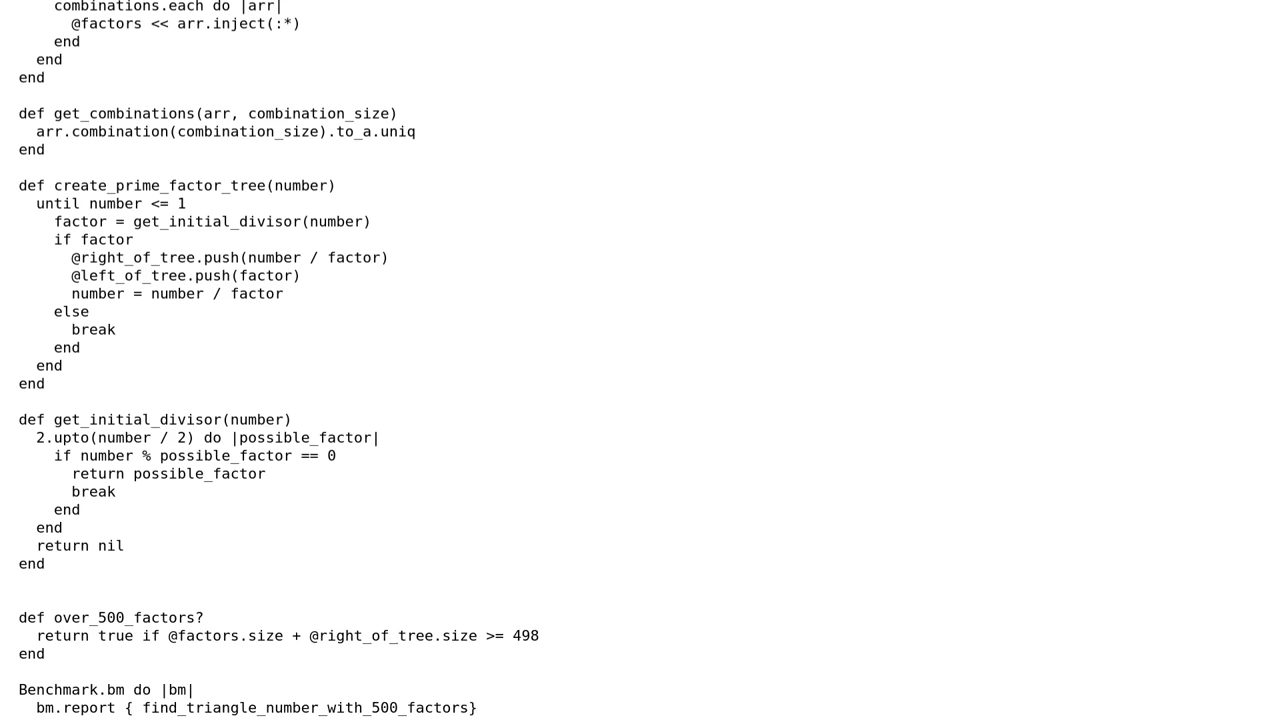 combinations.each do |arr|
      @factors << arr.inject(:*)
    end
  end
end

def get_combinations(arr, combination_size)
  arr.combination(combination_size).to_a.uniq
end

def create_prime_factor_tree(number)
  until number <= 1
    factor = get_initial_divisor(number)
    if factor
      @right_of_tree.push(number / factor)
      @left_of_tree.push(factor)
      number = number / factor
    else
      break
    end
  end
end

def get_initial_divisor(number)
  2.upto(number / 2) do |possible_factor|
    if number % possible_factor == 0
      return possible_factor
      break
    end
  end
  return nil
end


def over_500_factors?
  return true if @factors.size + @right_of_tree.size >= 498
end

Benchmark.bm do |bm|
  bm.report { find_triangle_number_with_500_factors}